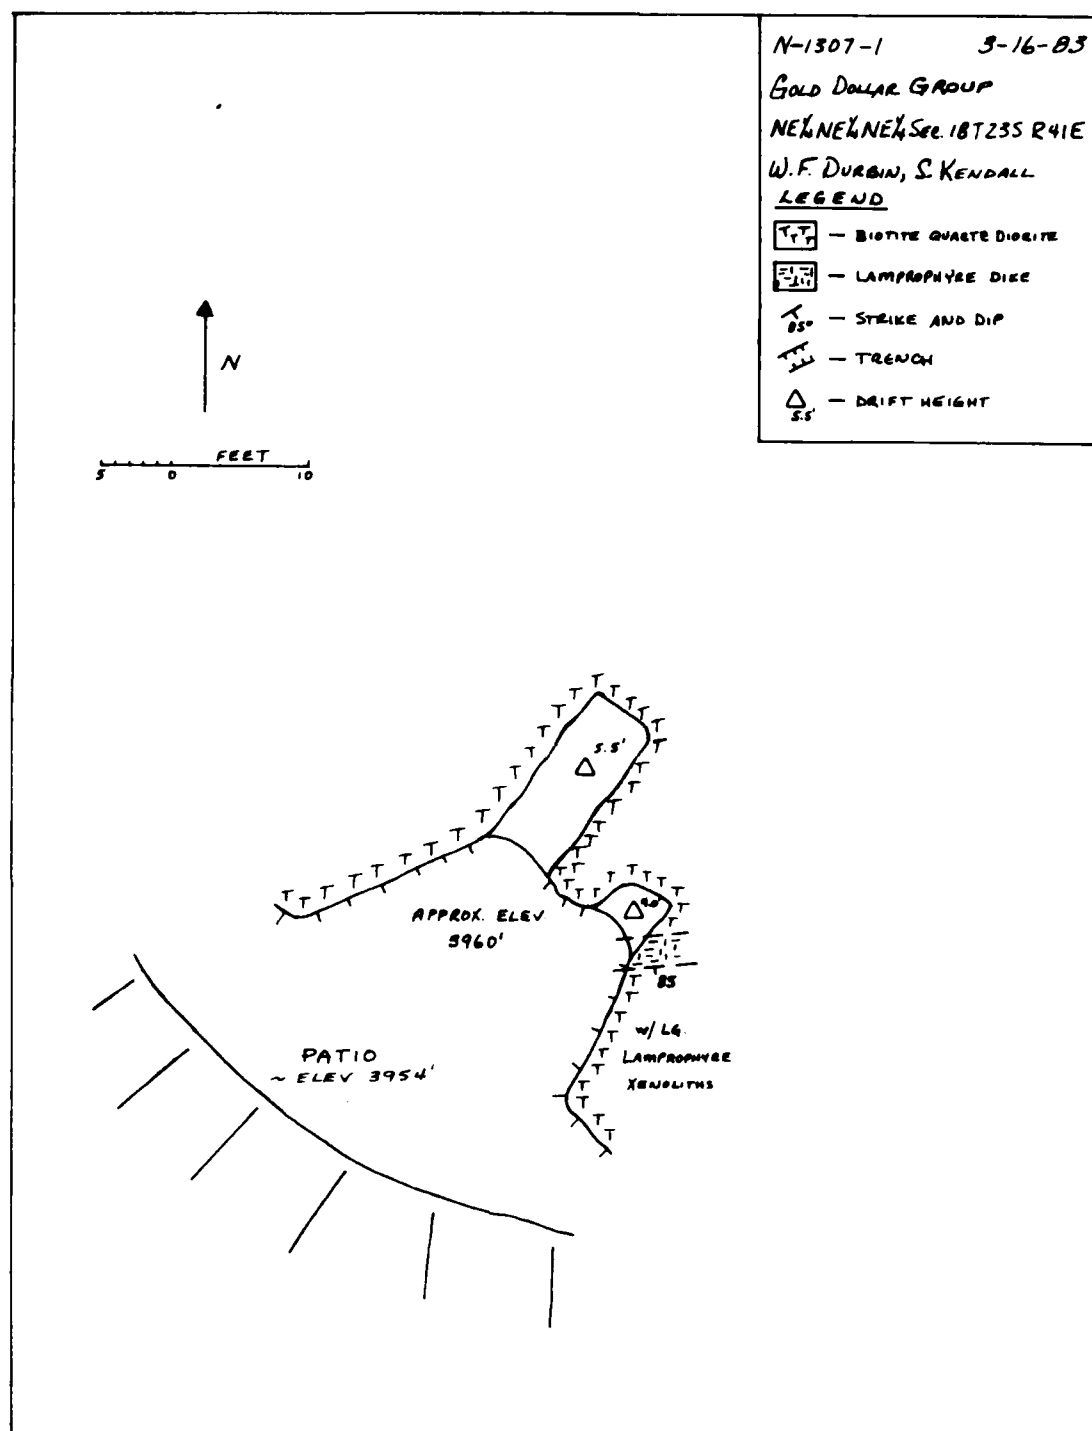 N-1307-1 3-16-83
GOLD DOLLAR GROUP
NE¼NE¼NE¼ SEC. 18 T23S R41E
W.F. DURBIN, S. KENDALL
LEGEND
— BIOTITE QUARTZ DIORITE
— LAMPROPHYRE DIKE
85° — STRIKE AND DIP
— TRENCH
5.5' — DRIFT HEIGHT
N
FEET
5 0 10
5.5'
APPROX. ELEV
3960'
85
W/ LG.
LAMPROPHYRE
XENOLITHS
PATIO
~ ELEV 3954'